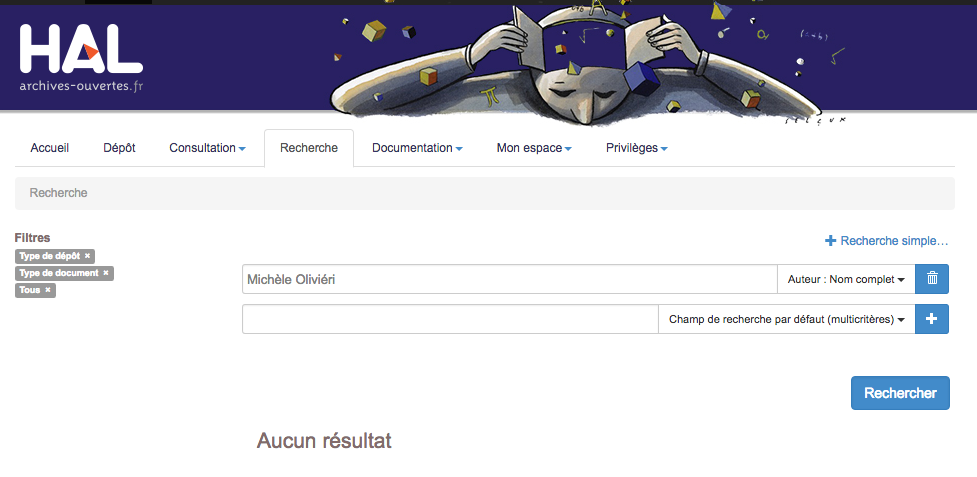 HAL
archives-ouvertes.fr
Accueil Dépôt Consultation Recherche Documentation Mon espace Privilèges
Recherche
Filtres
Type de dépôt ×
Type de document ×
Tous ×
+ Recherche simple...
Michèle Oliviéri Auteur : Nom complet
Champ de recherche par défaut (multicritères) +
Rechercher
Aucun résultat